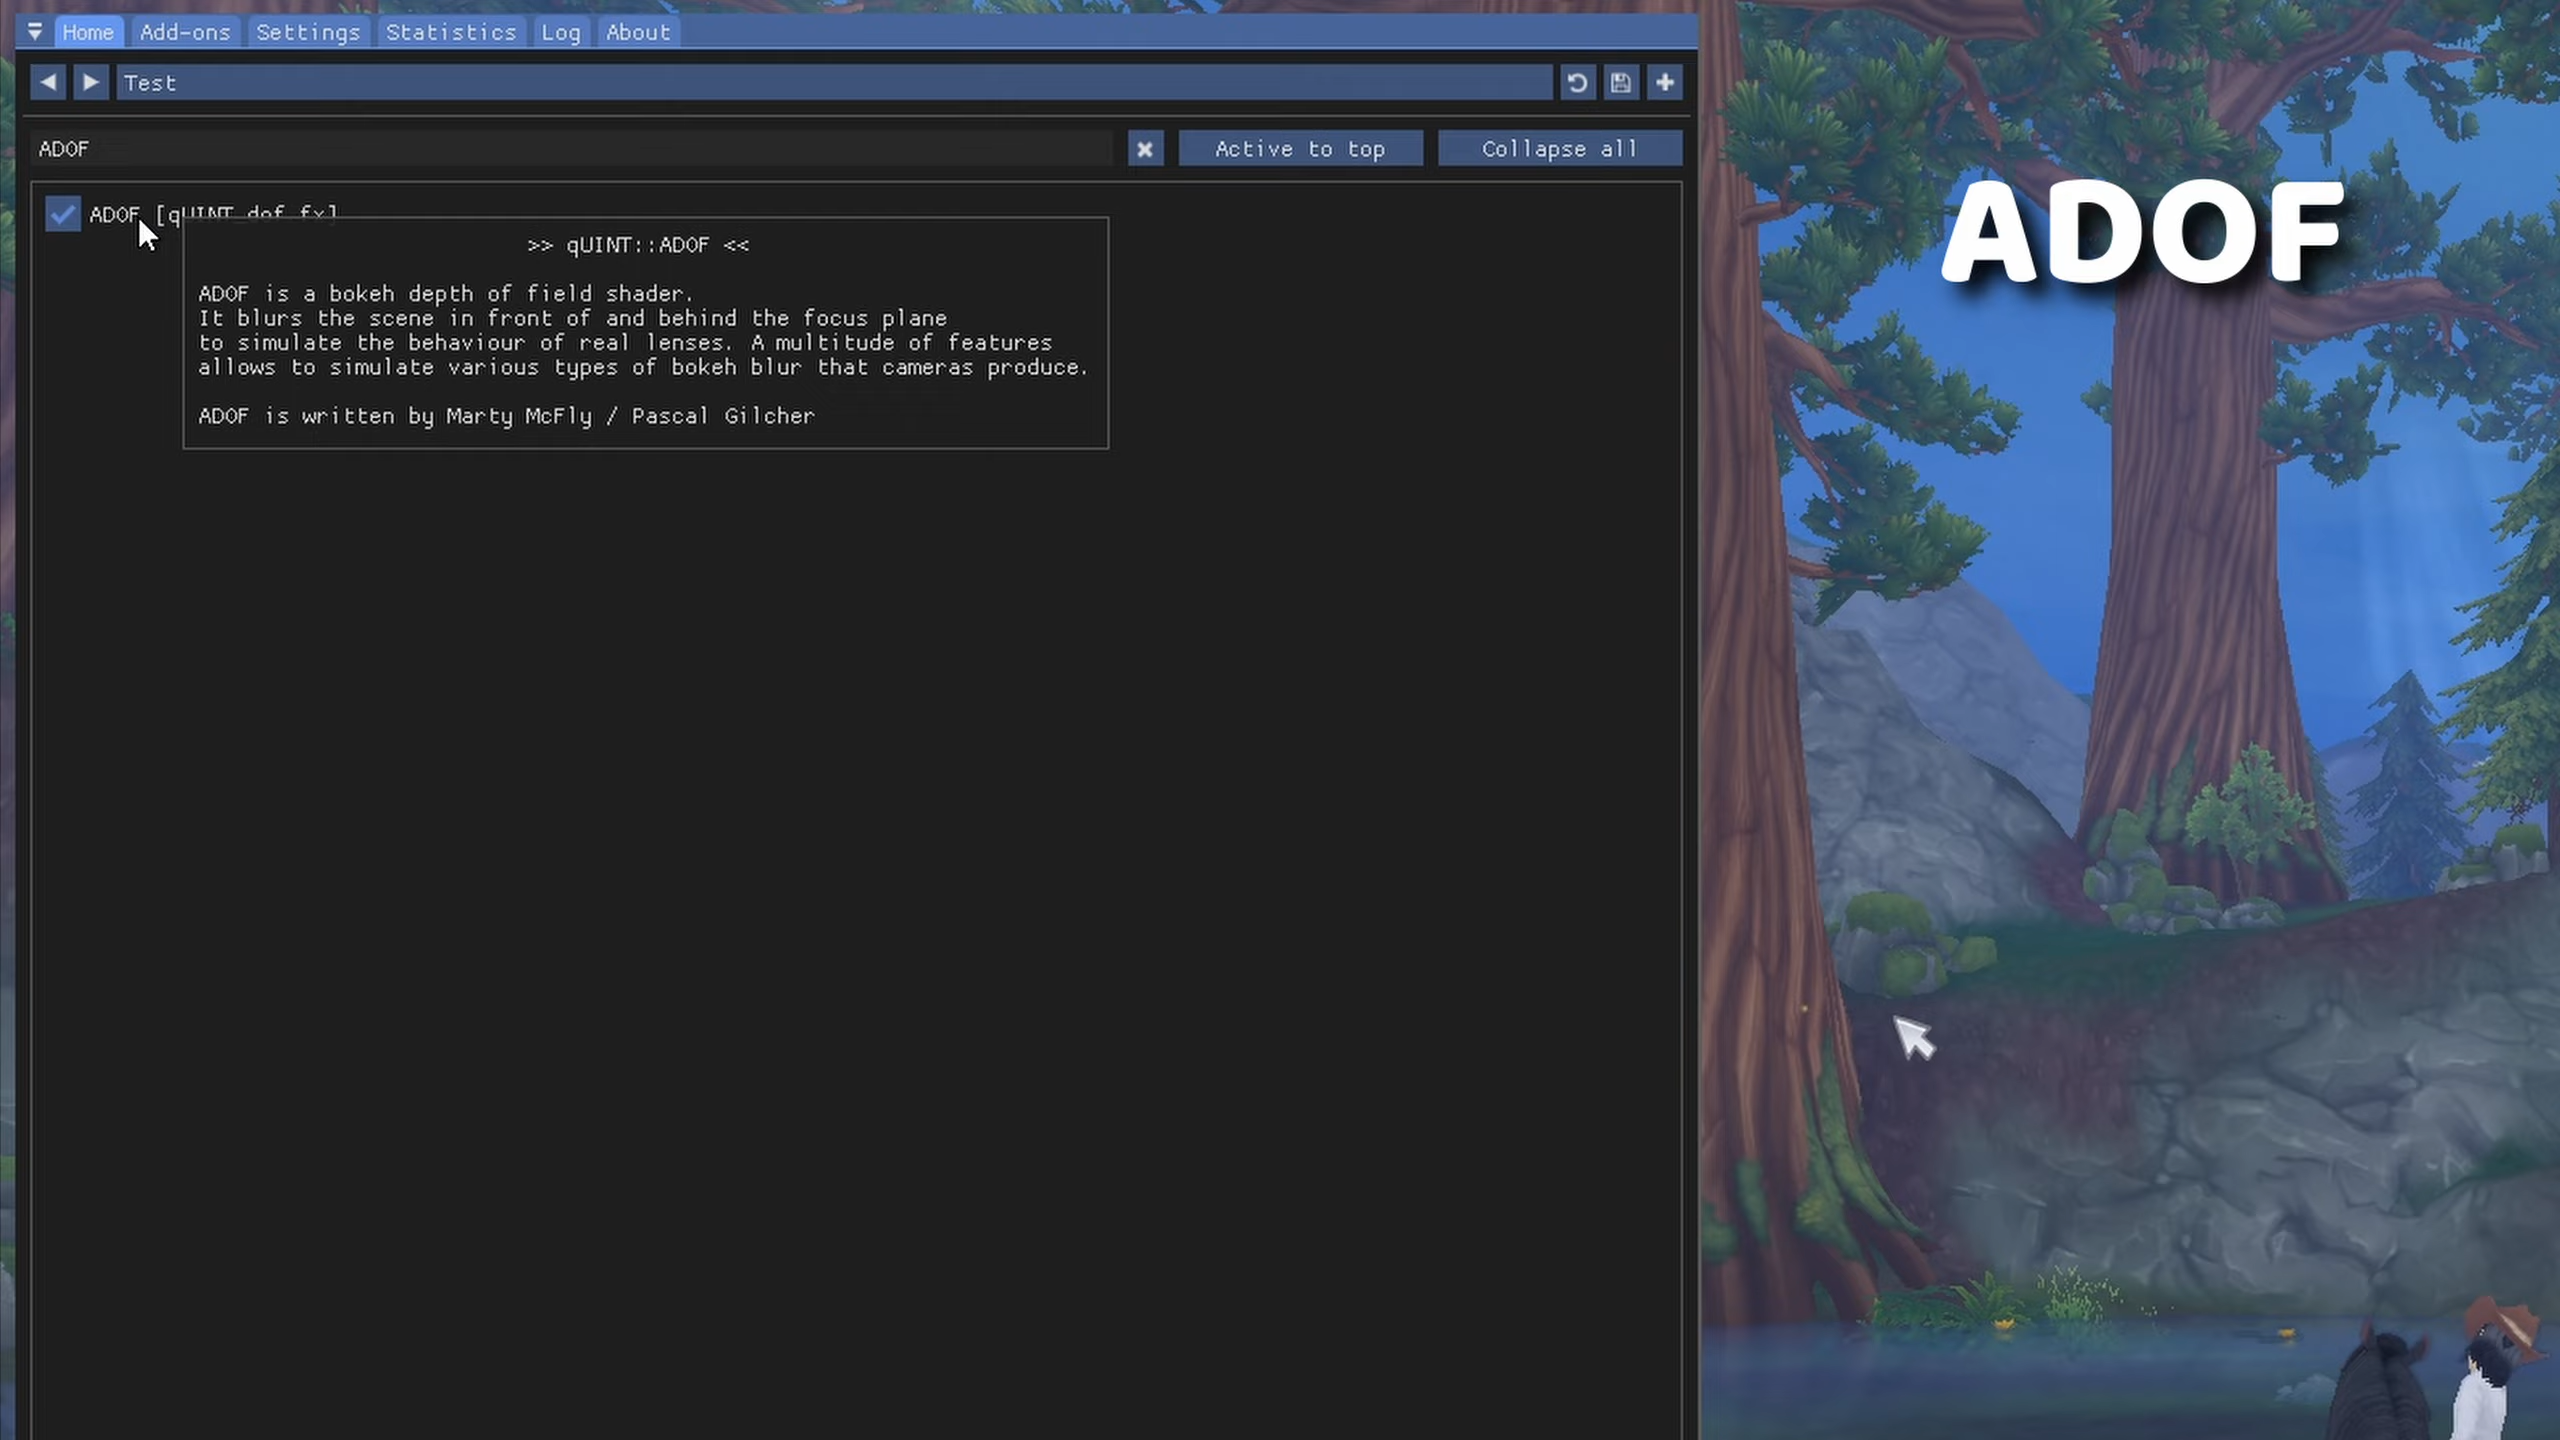 Home Add-ons Settings Statistics Log About
Test
ADOF
Active to top Collapse all
ADOF [qUINT_dof.fx]
ADOF
>> qUINT::ADOF <<
ADOF is a bokeh depth of field shader.
It blurs the scene in front of and behind the focus plane
to simulate the behaviour of real lenses. A multitude of features
allows to simulate various types of bokeh blur that cameras produce.
ADOF is written by Marty McFly / Pascal Gilcher